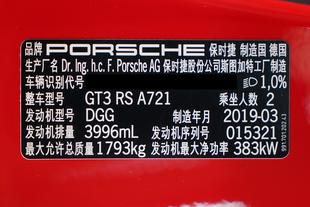 品牌 PORSCHE 保时捷 制造国 德国
生产厂名 Dr. Ing. h.c. F. Porsche AG 保时捷股份公司斯图加特工厂制造
车辆识别代号 1,0%
整车型号 GT3 RS A721 乘坐人数 2
发动机型号 DGG 制造年月 2019-03
发动机排量 3996mL 发动机序列号 015321
最大允许总质量 1793kg 发动机最大净功率 383kW
991701202.43